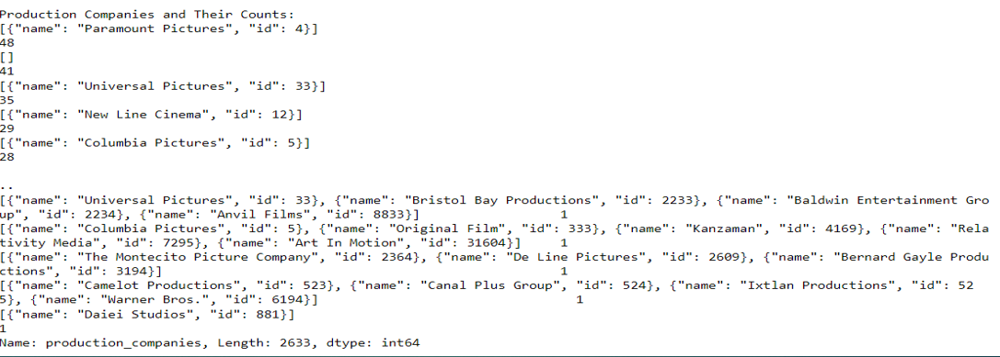 Production Companies and Their Counts:
[{"name": "Paramount Pictures", "id": 4}]
48
[]
41
[{"name": "Universal Pictures", "id": 33}]
35
[{"name": "New Line Cinema", "id": 12}]
29
[{"name": "Columbia Pictures", "id": 5}]
28
..
[{"name": "Universal Pictures", "id": 33}, {"name": "Bristol Bay Productions", "id": 2233}, {"name": "Baldwin Entertainment Gro
up", "id": 2234}, {"name": "Anvil Films", "id": 8833}] 1
[{"name": "Columbia Pictures", "id": 5}, {"name": "Original Film", "id": 333}, {"name": "Kanzaman", "id": 4169}, {"name": "Rela
tivity Media", "id": 7295}, {"name": "Art In Motion", "id": 31604}] 1
[{"name": "The Montecito Picture Company", "id": 2364}, {"name": "De Line Pictures", "id": 2609}, {"name": "Bernard Gayle Produ
ctions", "id": 3194}] 1
[{"name": "Camelot Productions", "id": 523}, {"name": "Canal Plus Group", "id": 524}, {"name": "Ixtlan Productions", "id": 52
5}, {"name": "Warner Bros.", "id": 6194}] 1
[{"name": "Daiei Studios", "id": 881}]
1
Name: production_companies, Length: 2633, dtype: int64